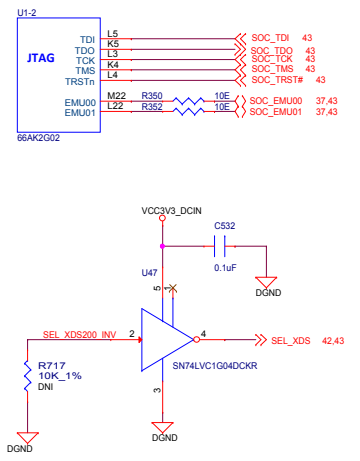 U1-2
JTAG
TDI L5 SOC_TDI 43
TDO K5 SOC_TDO 43
TCK L3 SOC_TCK 43
TMS K4 SOC_TMS 43
TRSTn L4 SOC_TRST# 43
EMU00 M22 R350 10E SOC_EMU00 37,43
EMU01 L22 R352 10E SOC_EMU01 37,43
66AK2G02
VCC3V3_DCIN
C532
0.1uF
DGND
U47
5 1
SEL_XDS200_INV 2 4 SEL_XDS 42,43
SN74LVC1G04DCKR
3
R717
10K_1%
DNI
DGND
DGND